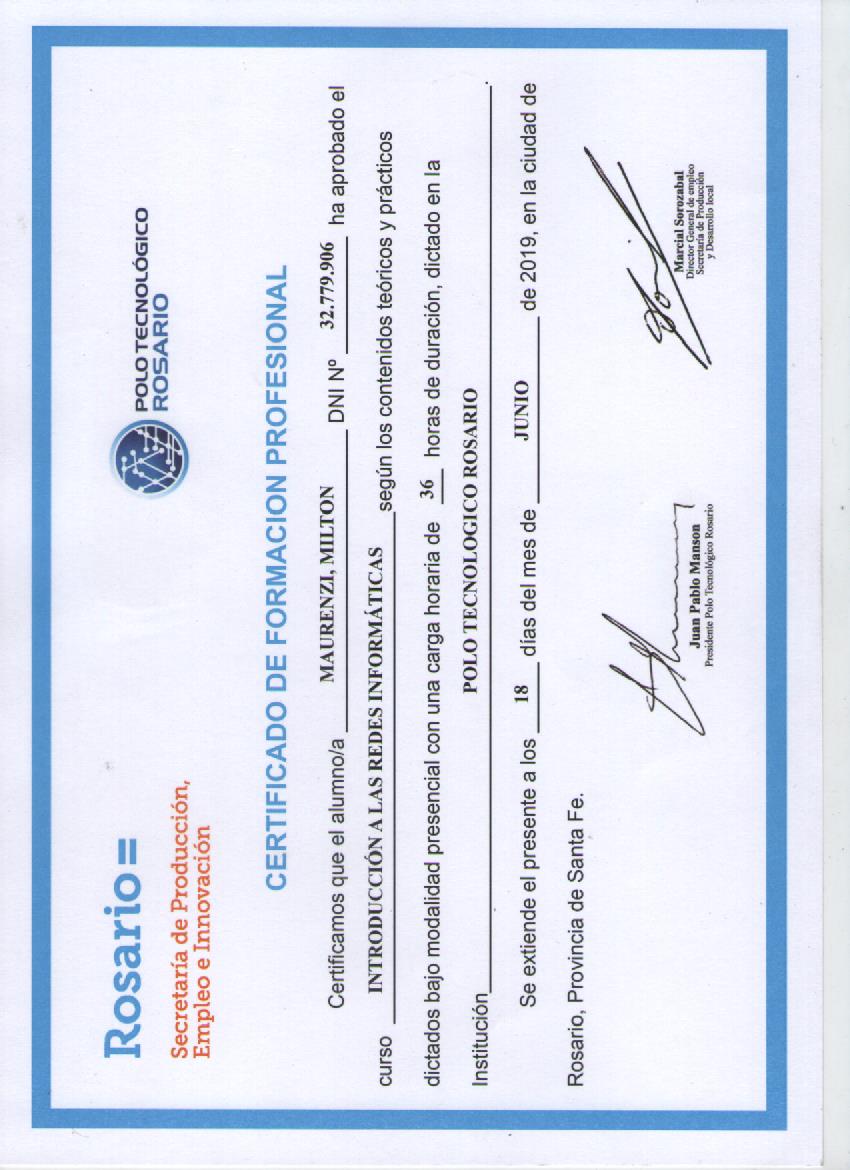 Rosario=
Secretaría de Producción,
Empleo e Innovación
POLO TECNOLÓGICO
ROSARIO
CERTIFICADO DE FORMACION PROFESIONAL
Certificamos que el alumno/a MAURENZI, MILTON DNI Nº 32.779.906 ha aprobado el
curso INTRODUCCIÓN A LAS REDES INFORMÁTICAS según los contenidos teóricos y prácticos
dictados bajo modalidad presencial con una carga horaria de 36 horas de duración, dictado en la
Institución POLO TECNOLOGICO ROSARIO.
Se extiende el presente a los 18 días del mes de JUNIO de 2019, en la ciudad de
Rosario, Provincia de Santa Fe.
Juan Pablo Manson
Presidente Polo Tecnológico Rosario
Marcial Sorozabal
Director General de empleo
Secretaría de Producción
y Desarrollo local